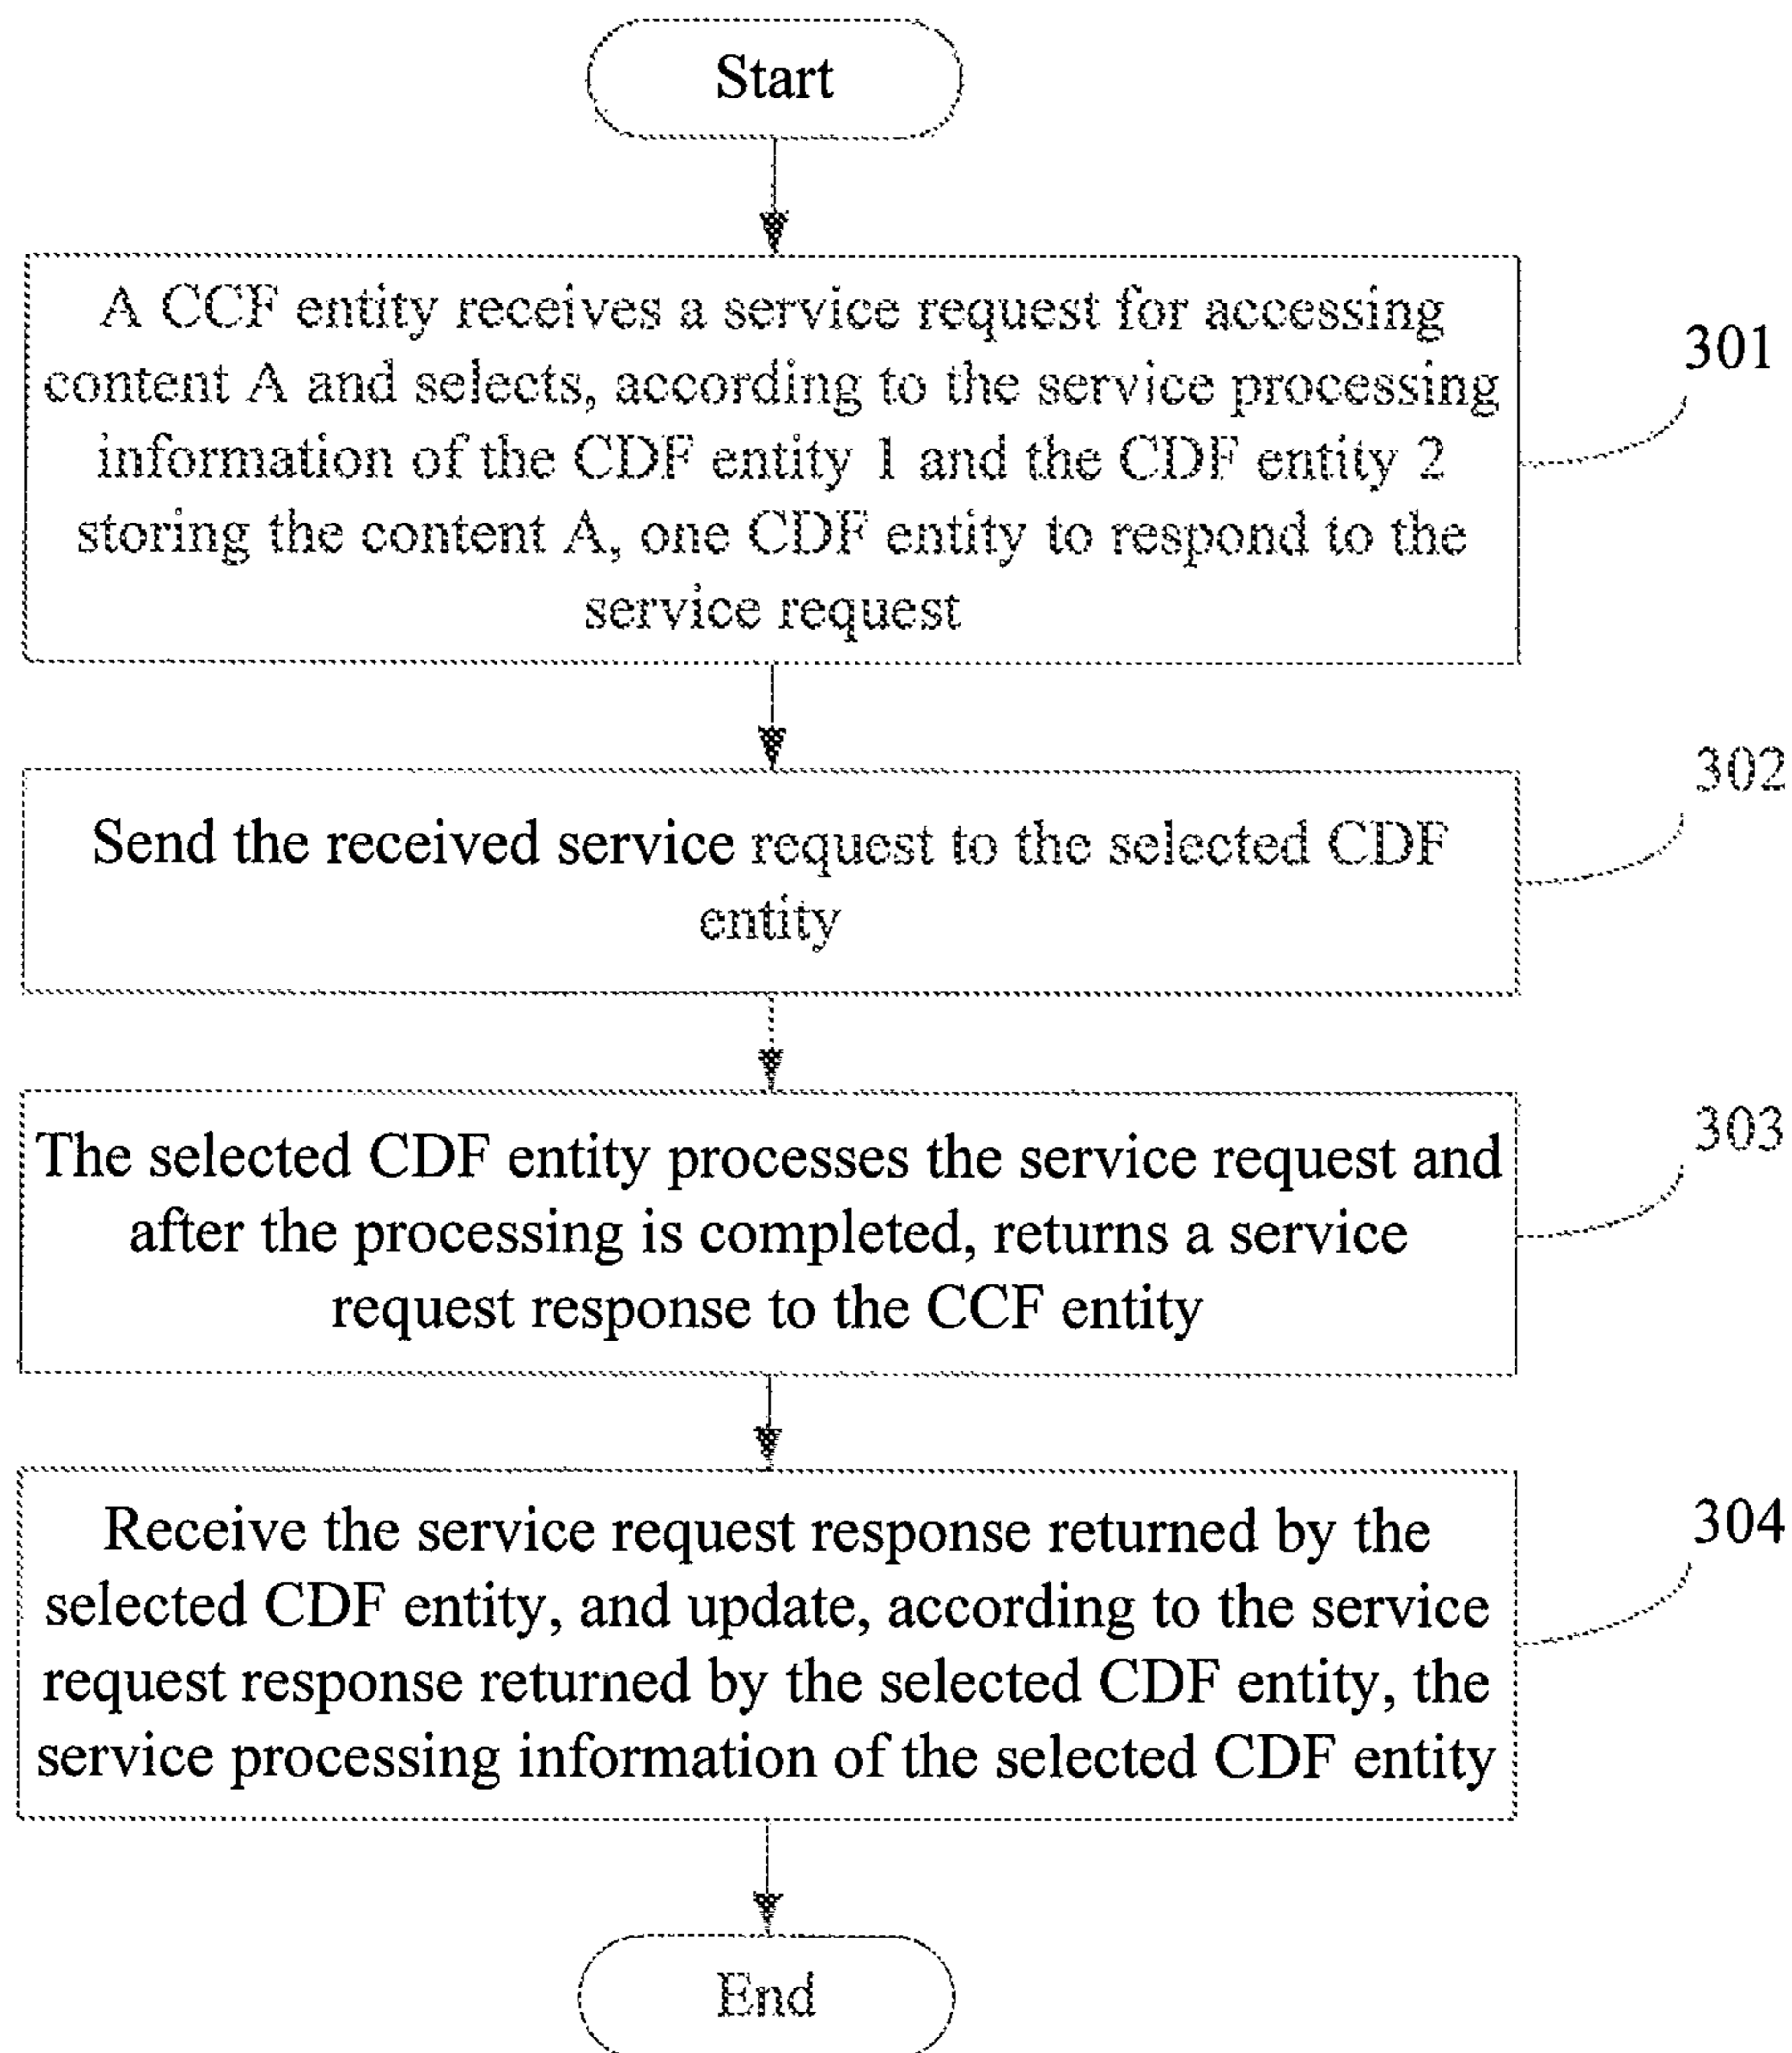 Start
A CCF entity receives a service request for accessing
content A and selects, according to the service processing
information of the CDF entity 1 and the CDF entity 2
storing the content A, one CDF entity to respond to the
service request
301
Send the received service request to the selected CDF
entity
302
The selected CDF entity processes the service request and
after the processing is completed, returns a service
request response to the CCF entity
303
Receive the service request response returned by the
selected CDF entity, and update, according to the service
request response returned by the selected CDF entity, the
service processing information of the selected CDF entity
304
End